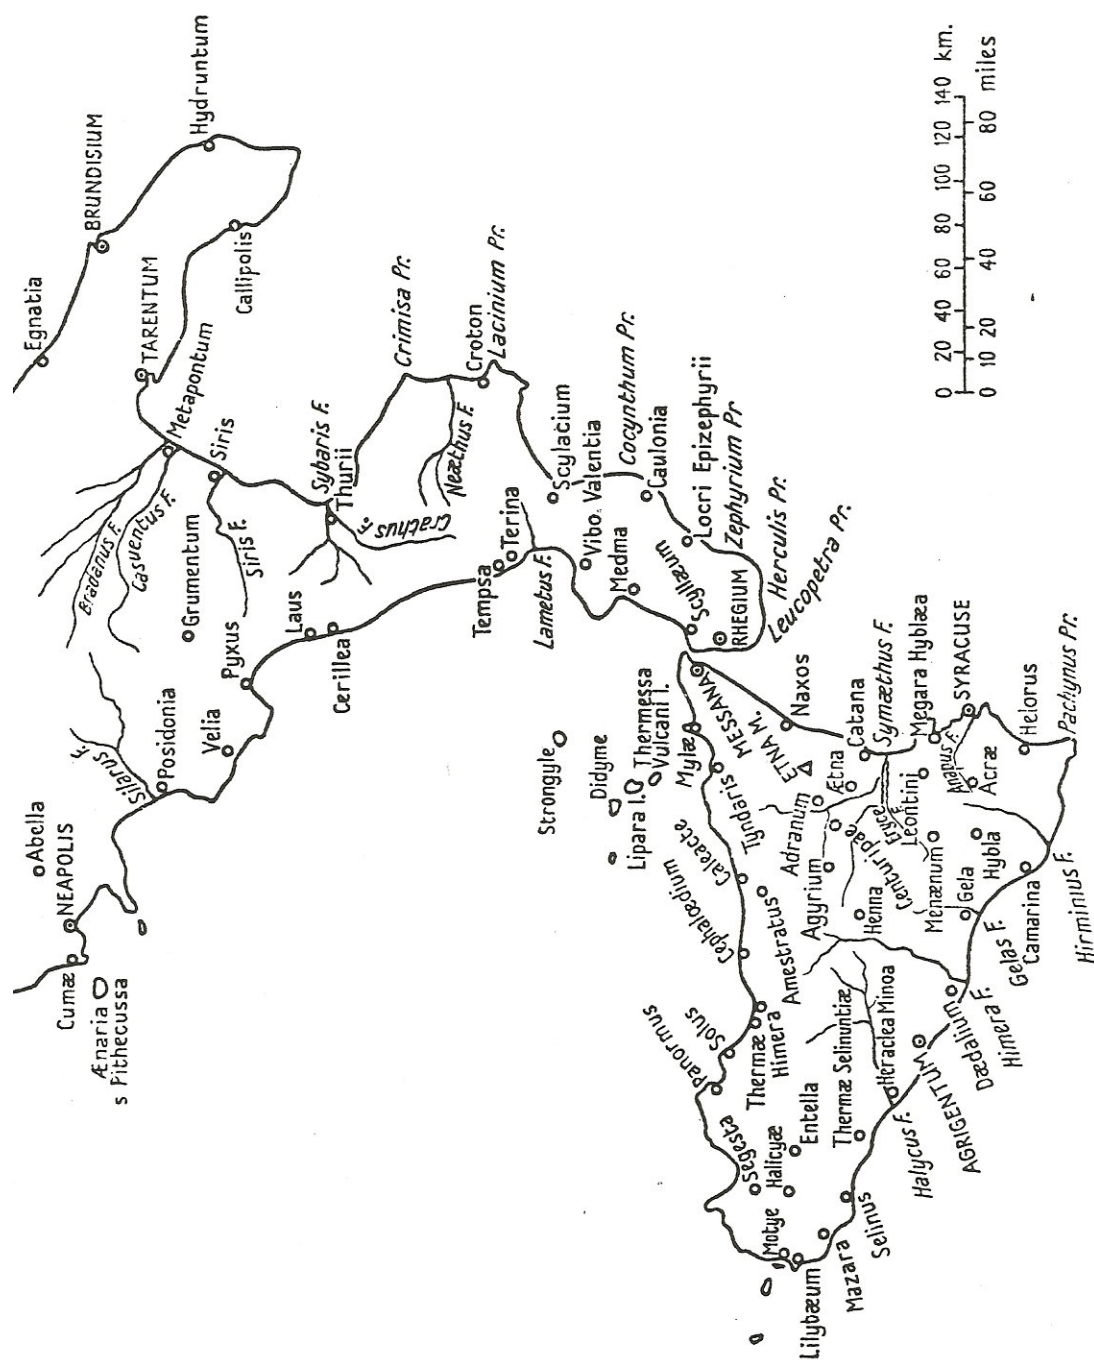 Cumæ
NEAPOLIS
Abella
Ænaria
s Pithecussa
Silarus F.
Posidonia
Velia
Pyxus
Grumentum
Bradanus F.
Casuentus F.
Siris F.
Siris
Metapontum
TARENTUM
Egnatia
BRUNDISIUM
Hydruntum
Callipolis
Laus
Cerillea
Sybaris F.
Thurii
Crathus F.
Crimisa Pr.
Neæthus F.
Croton
Lacinium Pr.
Tempsa
Terina
Lametus F.
Scylacium
Vibo Valentia
Medma
Cocynthum Pr.
Caulonia
Locri Epizephyrii
Zephyrium Pr
Scyllæum
RHEGIUM
Herculis Pr.
Leucopetra Pr.
Strongyle
Didyme
Lipara I.
Thermessa
Vulcani I.
MESSANA
Mylæ
Tyndaris
Caleacte
Cephalœdium
Amestratus
Himera
Thermæ
Solus
Panormus
Segesta
Halicyæ
Entella
Motye
Lilybæum
Mazara
Selinus
Thermæ Selinuntiæ
Heraclea Minoa
Halycus F.
AGRIGENTUM
Dædalium
Himera F.
Gelas F.
Gela
Camarina
Hirminius F.
Hybla
Acræ
Anapus F.
Helorus
Pachynus Pr.
SYRACUSE
Megara Hyblæa
Leontini
Menænum
Eryce F.
Symæthus F.
Catana
Ætna
ETNA M.
Naxos
Adranum
Centuripæ
Agyrium
Henna
0 20 40 60 80 100 120 140 km.
0 10 20 40 60 80 miles